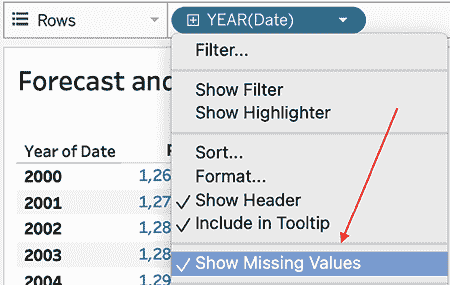 Rows
YEAR(Date)
Filter...
Forecast and
Show Filter
Show Highlighter
Sort...
Year of Date
Format...
2000 1,26
Show Header
2001 1,27
Include in Tooltip
2002 1,28
2003 1,28
Show Missing Values
2004 1,29